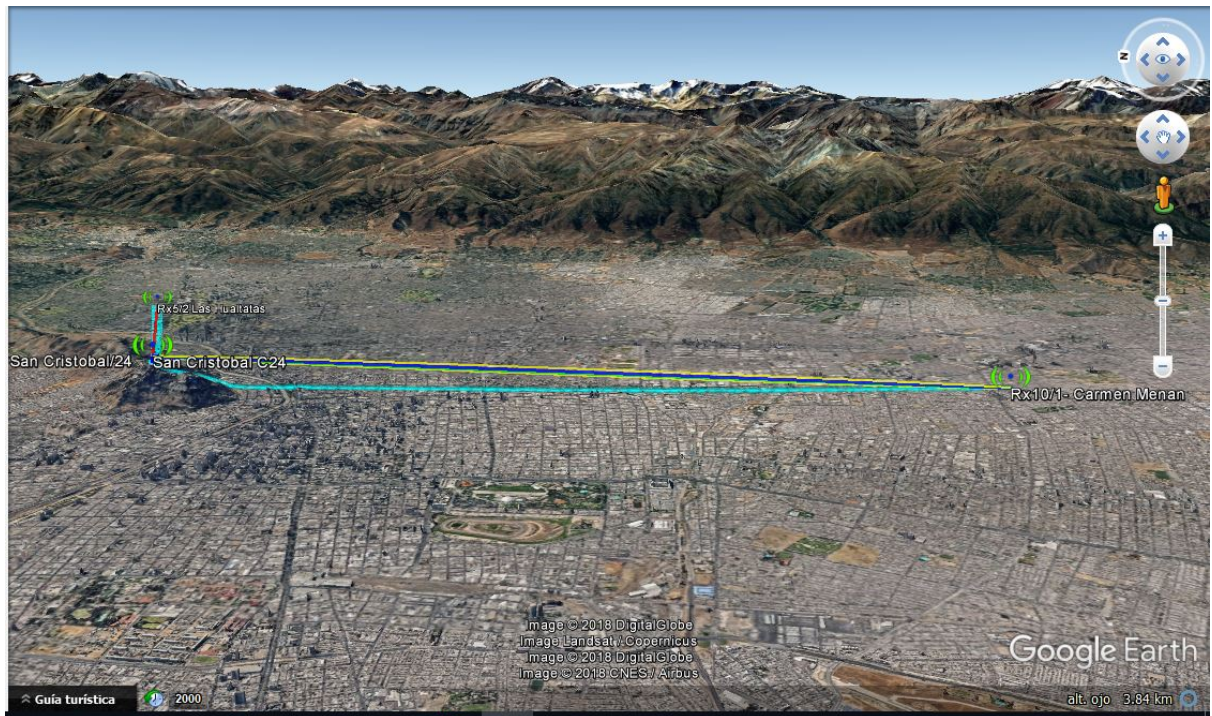 N
Rx5/2 Las Hualtatas
San Cristobal/24
San Cristobal C24
Rx10/1- Carmen Menan
Image © 2018 DigitalGlobe
Image Landsat / Copernicus
Image © 2018 DigitalGlobe
Image © 2018 CNES / Airbus
Google Earth
Guía turística
2000
alt. ojo 3.84 km